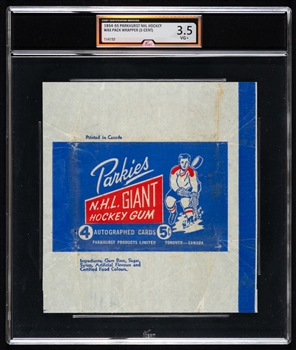 1954-55 PARKHURST NHL HOCKEY
WAX PACK WRAPPER (5-CENT)
3.5
VG+
Printed in Canada
Parkies
N.H.L. GIANT
HOCKEY GUM
4 AUTOGRAPHED CARDS 5¢
PARKHURST PRODUCTS LIMITED TORONTO - CANADA
Ingredients: Gum Base, Sugar,
Artificial Flavours and
Certified Food Colours.